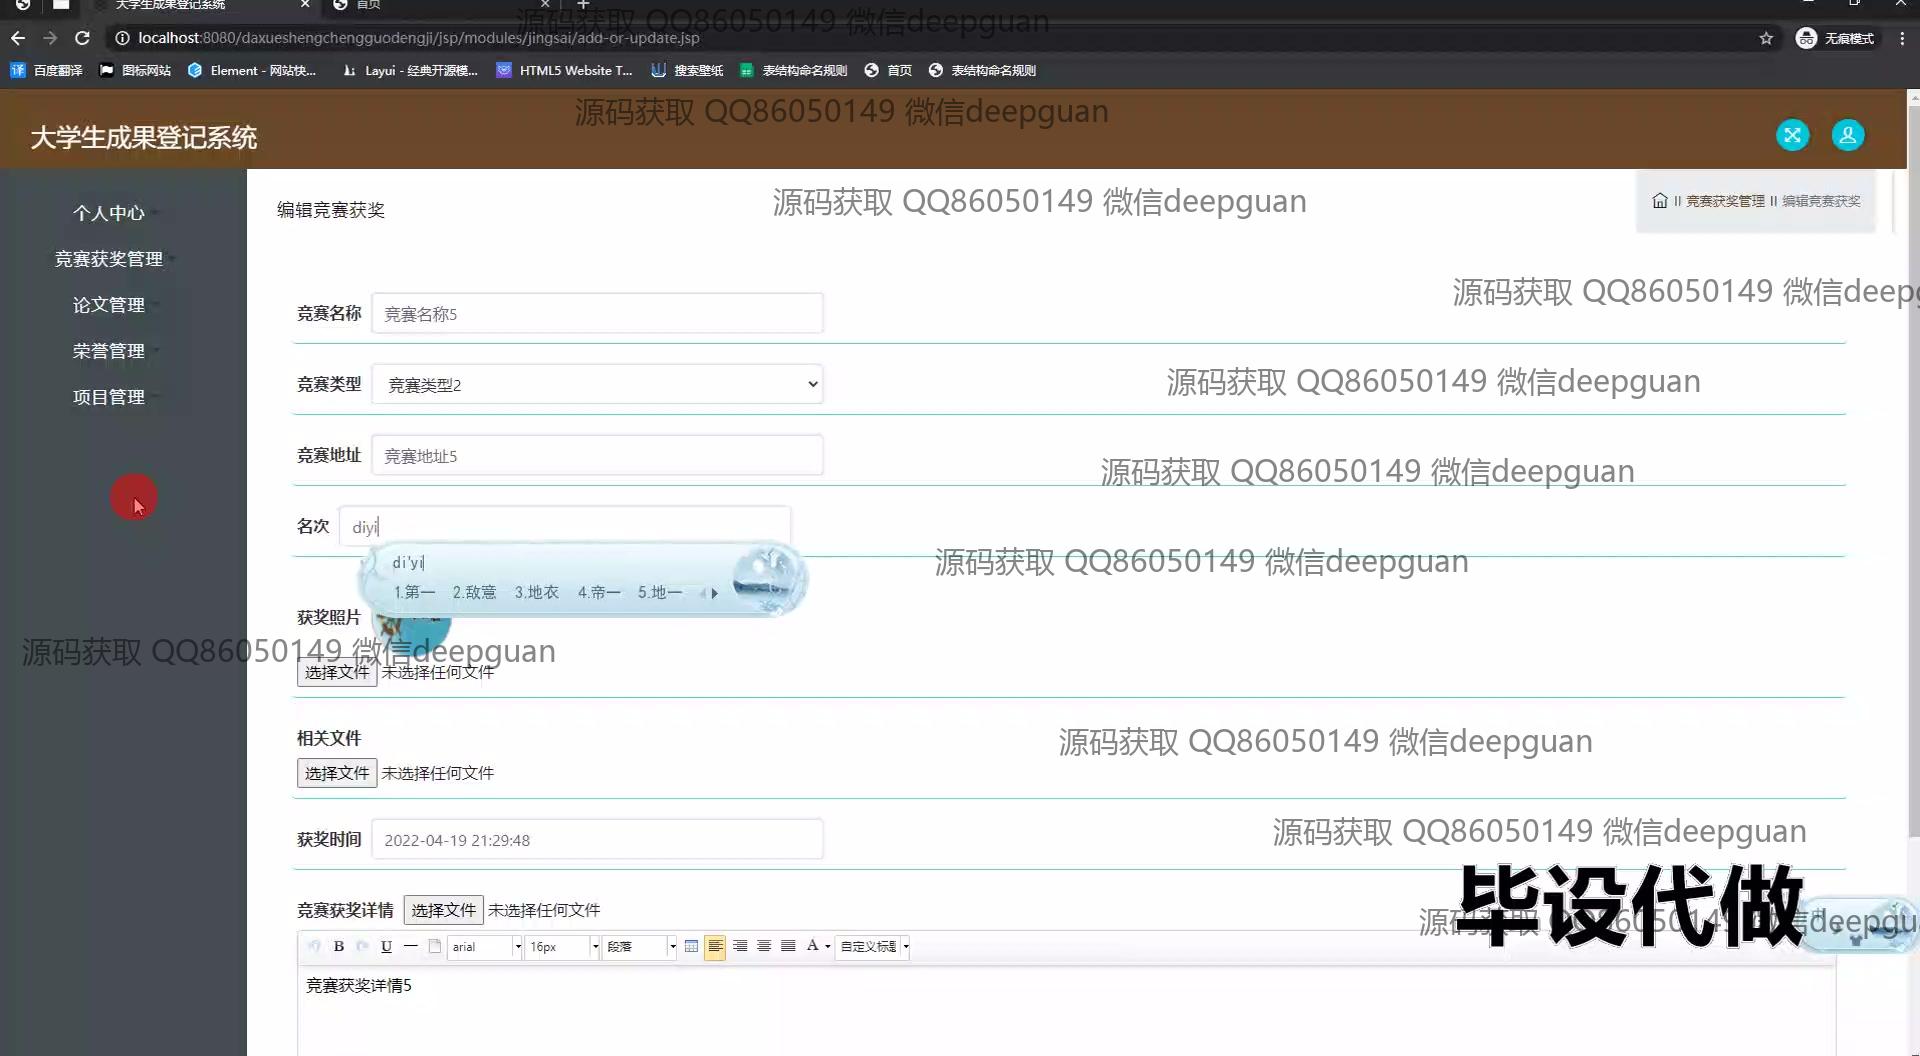 大学生成果登记系统
首页
源码获取 QQ86050149 微信deepguan
localhost:8080/daxueshengchengguodengji/jsp/modules/jingsai/add-or-update.jsp
无痕模式
译 百度翻译 图标网站 Element - 网站快... Layui - 经典开源模... HTML5 Website T... 搜索壁纸 表结构命名规则 首页 表结构命名规则
源码获取 QQ86050149 微信deepguan
大学生成果登记系统
个人中心
竞赛获奖管理
论文管理
荣誉管理
项目管理
编辑竞赛获奖
源码获取 QQ86050149 微信deepguan
II 竞赛获奖管理 II 编辑竞赛获奖
源码获取 QQ86050149 微信deepg
竞赛名称 竞赛名称5
竞赛类型 竞赛类型2
源码获取 QQ86050149 微信deepguan
竞赛地址 竞赛地址5
源码获取 QQ86050149 微信deepguan
名次 diyi
di'yi
1.第一 2.敌意 3.地衣 4.帝一 5.地一
源码获取 QQ86050149 微信deepguan
获奖照片
源码获取 QQ86050149 微信deepguan
选择文件 未选择任何文件
相关文件
源码获取 QQ86050149 微信deepguan
选择文件 未选择任何文件
获奖时间 2022-04-19 21:29:48
源码获取 QQ86050149 微信deepguan
竞赛获奖详情 选择文件 未选择任何文件
毕设代做
源码获取 QQ86050149 微信deepgu
B U arial 16px 段落 A 自定义标题
竞赛获奖详情5